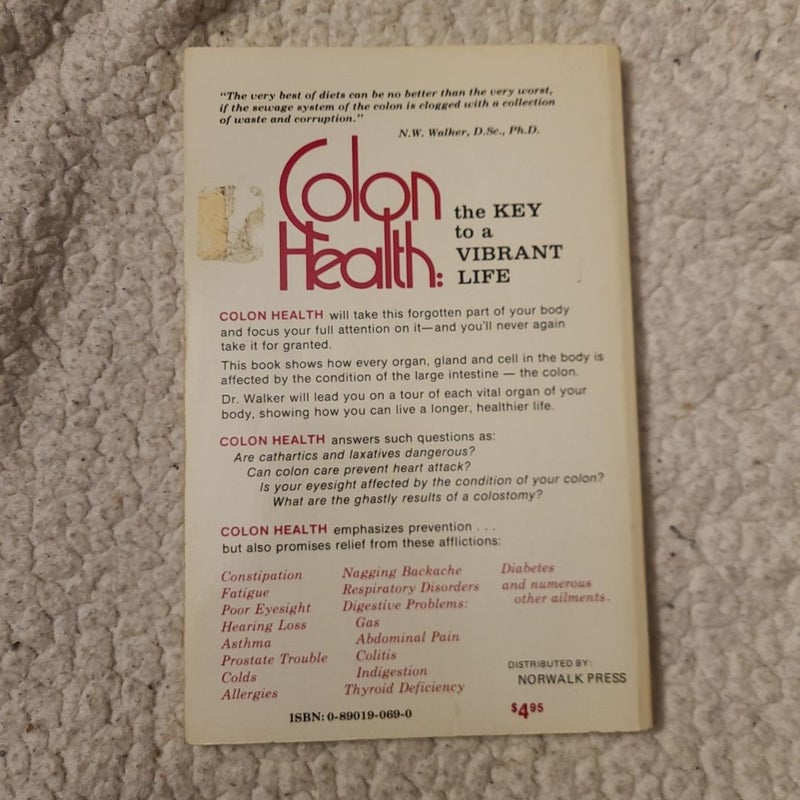 "The very best of diets can be no better than the very worst,
if the sewage system of the colon is clogged with a collection
of waste and corruption."
N.W. Walker, D.Sc., Ph.D.
Colon
Health:
the KEY
to a
VIBRANT
LIFE
COLON HEALTH will take this forgotten part of your body
and focus your full attention on it—and you'll never again
take it for granted.
This book shows how every organ, gland and cell in the body is
affected by the condition of the large intestine — the colon.
Dr. Walker will lead you on a tour of each vital organ of your
body, showing how you can live a longer, healthier life.
COLON HEALTH answers such questions as:
Are cathartics and laxatives dangerous?
Can colon care prevent heart attack?
Is your eyesight affected by the condition of your colon?
What are the ghastly results of a colostomy?
COLON HEALTH emphasizes prevention . . .
but also promises relief from these afflictions:
Constipation
Fatigue
Poor Eyesight
Hearing Loss
Asthma
Prostate Trouble
Colds
Allergies
Nagging Backache
Respiratory Disorders
Digestive Problems:
Gas
Abdominal Pain
Colitis
Indigestion
Thyroid Deficiency
Diabetes
and numerous
other ailments.
DISTRIBUTED BY:
NORWALK PRESS
ISBN: 0-89019-069-0
$4.95